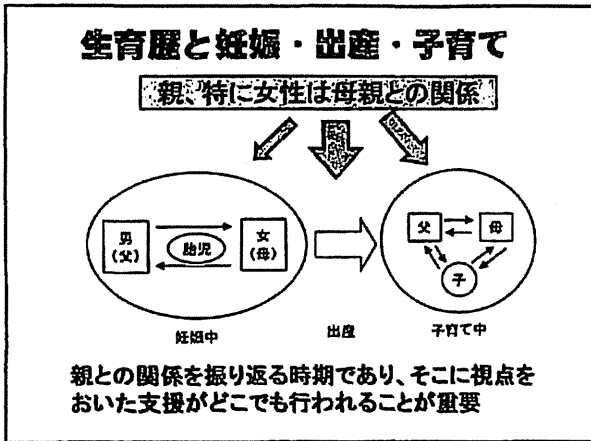 生育歴と妊娠・出産・子育て
親、特に女性は母親との関係
男
(父)
胎児
女
(母)
父
母
子
妊娠中
出産
子育て中
親との関係を振り返る時期であり、そこに視点を
おいた支援がどこでも行われることが重要